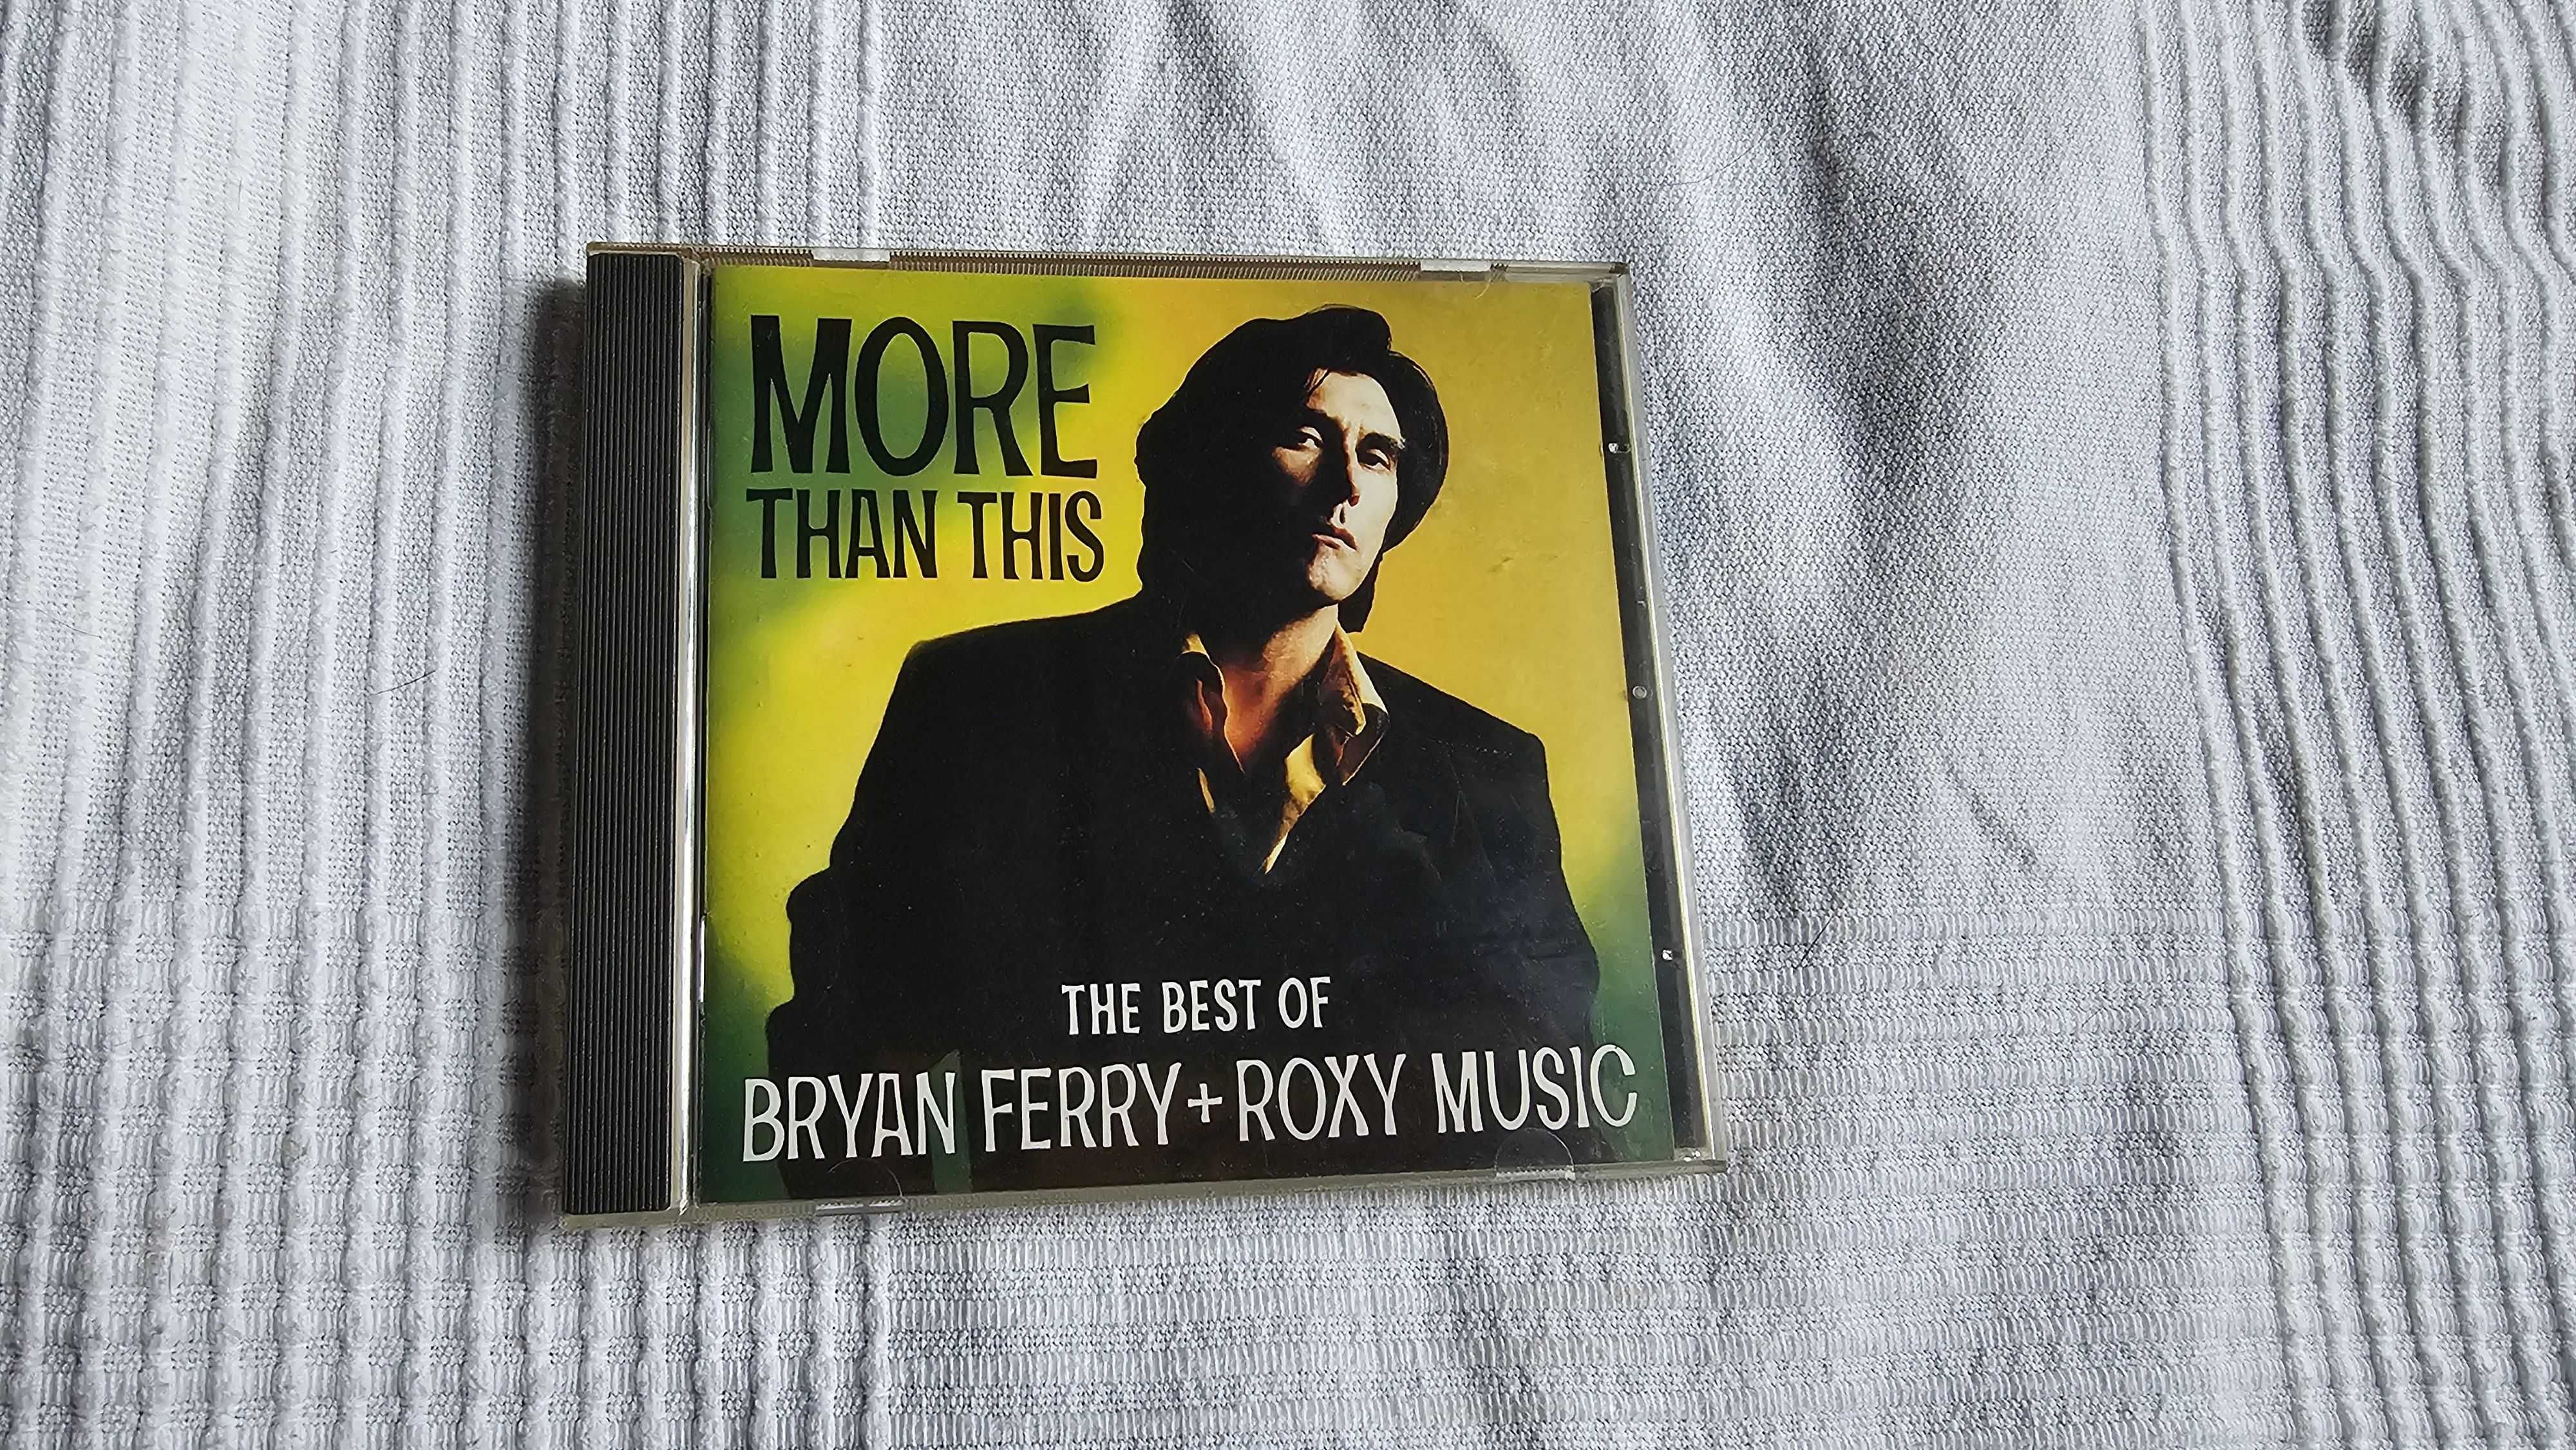 MORE
THAN THIS
THE BEST OF
BRYAN FERRY + ROXY MUSIC